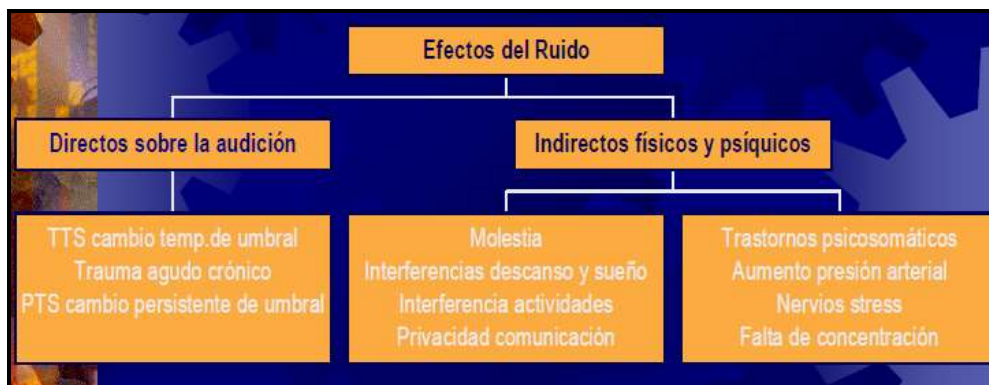 Efectos del Ruido
Directos sobre la audición
Indirectos físicos y psíquicos
TTS cambio temp.de umbral
Trauma agudo crónico
PTS cambio persistente de umbral
Molestia
Interferencias descanso y sueño
Interferencia actividades
Privacidad comunicación
Trastornos psicosomáticos
Aumento presión arterial
Nervios stress
Falta de concentración